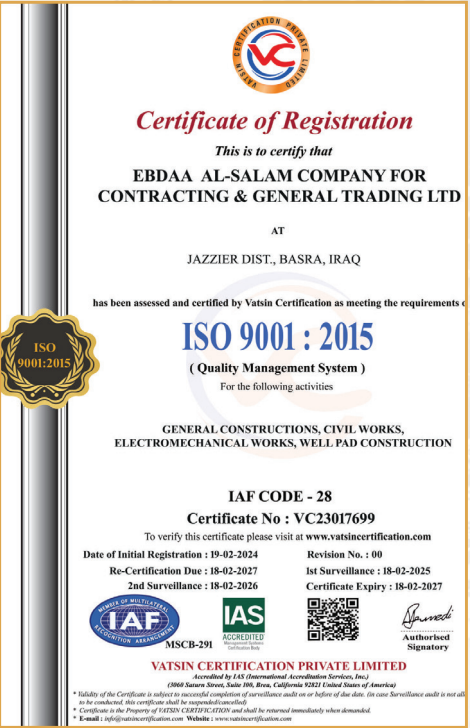 VATSIN CERTIFICATION PRIVATE LIMITED
VC
Certificate of Registration
This is to certify that
EBDAA AL-SALAM COMPANY FOR
CONTRACTING & GENERAL TRADING LTD
AT
JAZZIER DIST., BASRA, IRAQ
has been assessed and certified by Vatsin Certification as meeting the requirements
ISO 9001 : 2015
( Quality Management System )
For the following activities
ISO
9001:2015
GENERAL CONSTRUCTIONS, CIVIL WORKS,
ELECTROMECHANICAL WORKS, WELL PAD CONSTRUCTION
IAF CODE - 28
Certificate No : VC23017699
To verify this certificate please visit at www.vatsincertification.com
Date of Initial Registration : 19-02-2024
Revision No. : 00
Re-Certification Due : 18-02-2027
1st Surveillance : 18-02-2025
2nd Surveillance : 18-02-2026
Certificate Expiry : 18-02-2027
MEMBER OF MULTILATERAL
IAF
RECOGNITION ARRANGEMENT
MSCB-291
IAS
ACCREDITED
Management Systems
Certification Body
Authorised
Signatory
VATSIN CERTIFICATION PRIVATE LIMITED
Accredited by IAS (International Accreditation Services, Inc.)
(3060 Saturn Street, Suite 100, Brea, California 92821 United States of America)
* Validity of the Certificate is subject to successful completion of surveillance audit on or before of due date. (in case Surveillance audit is not
to be conducted, this certificate shall be suspended/cancelled)
* Certificate is the Property of VATSIN CERTIFICATION and shall be returned immediately when demanded.
* E-mail : info@vatsincertification.com Website : www.vatsincertification.com